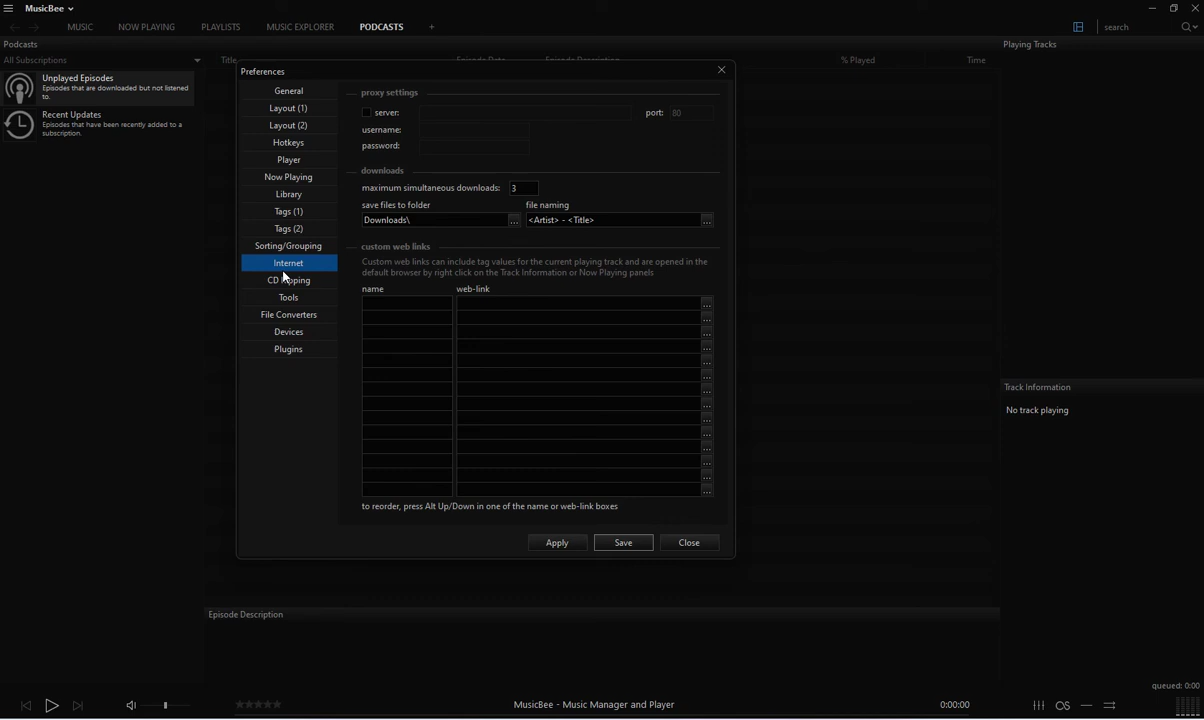 MusicBee
MUSIC
NOW PLAYING
PLAYLISTS
MUSIC EXPLORER
PODCASTS
+
search
Podcasts
All Subscriptions
Unplayed Episodes
Episodes that are downloaded but not listened
to.
Recent Updates
Episodes that have been recently added to a
subscription.
Title
Episode Date
Episode Description
% Played
Time
Playing Tracks
Preferences
General
Layout (1)
Layout (2)
Hotkeys
Player
Now Playing
Library
Tags (1)
Tags (2)
Sorting/Grouping
Internet
CD Ripping
Tools
File Converters
Devices
Plugins
proxy settings
server:
port: 80
username:
password:
downloads
maximum simultaneous downloads: 3
save files to folder
file naming
Downloads\
...
<Artist> - <Title>
...
custom web links
Custom web links can include tag values for the current playing track and are opened in the
default browser by right click on the Track Information or Now Playing panels
name
web-link
...
...
...
...
...
...
...
...
...
...
...
...
...
...
to reorder, press Alt Up/Down in one of the name or web-link boxes
Apply
Save
Close
Track Information
No track playing
Episode Description
queued: 0:00
MusicBee - Music Manager and Player
0:00:00